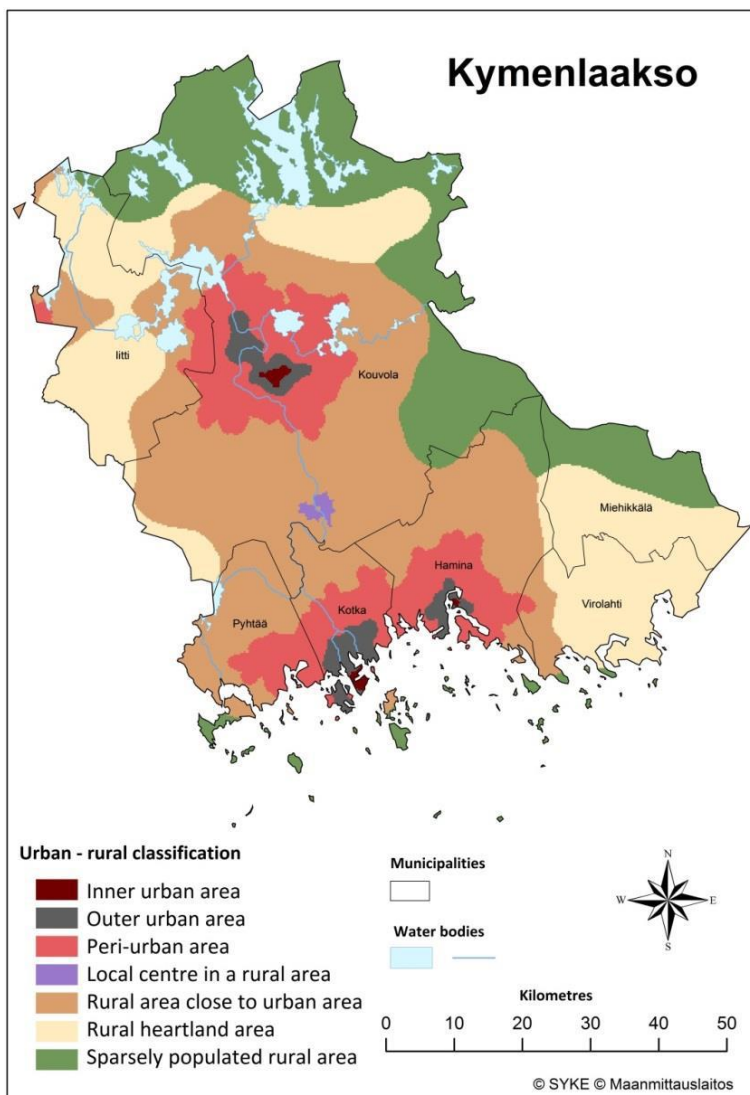 Kymenlaakso
Iitti
Kouvola
Miehikkälä
Hamina
Virolahti
Kotka
Pyhtää
Urban - rural classification
Inner urban area
Outer urban area
Peri-urban area
Local centre in a rural area
Rural area close to urban area
Rural heartland area
Sparsely populated rural area
Municipalities
Water bodies
N
W E
S
Kilometres
0 10 20 30 40 50
© SYKE © Maanmittauslaitos